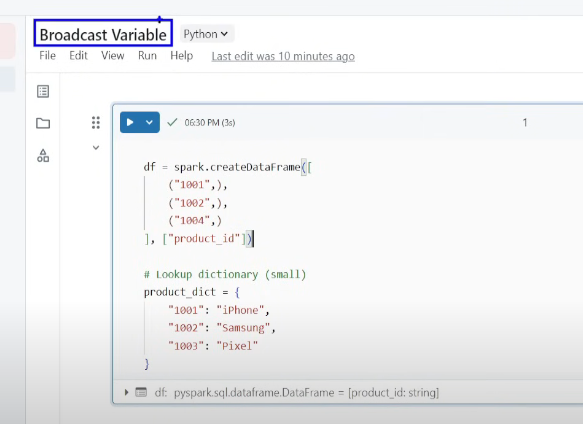 Broadcast Variable
Python
File Edit View Run Help Last edit was 10 minutes ago
06:30 PM (3s)
1
df = spark.createDataFrame([
("1001",),
("1002",),
("1004",)
], ["product_id"])
# Lookup dictionary (small)
product_dict = {
"1001": "iPhone",
"1002": "Samsung",
"1003": "Pixel"
}
df: pyspark.sql.dataframe.DataFrame = [product_id: string]